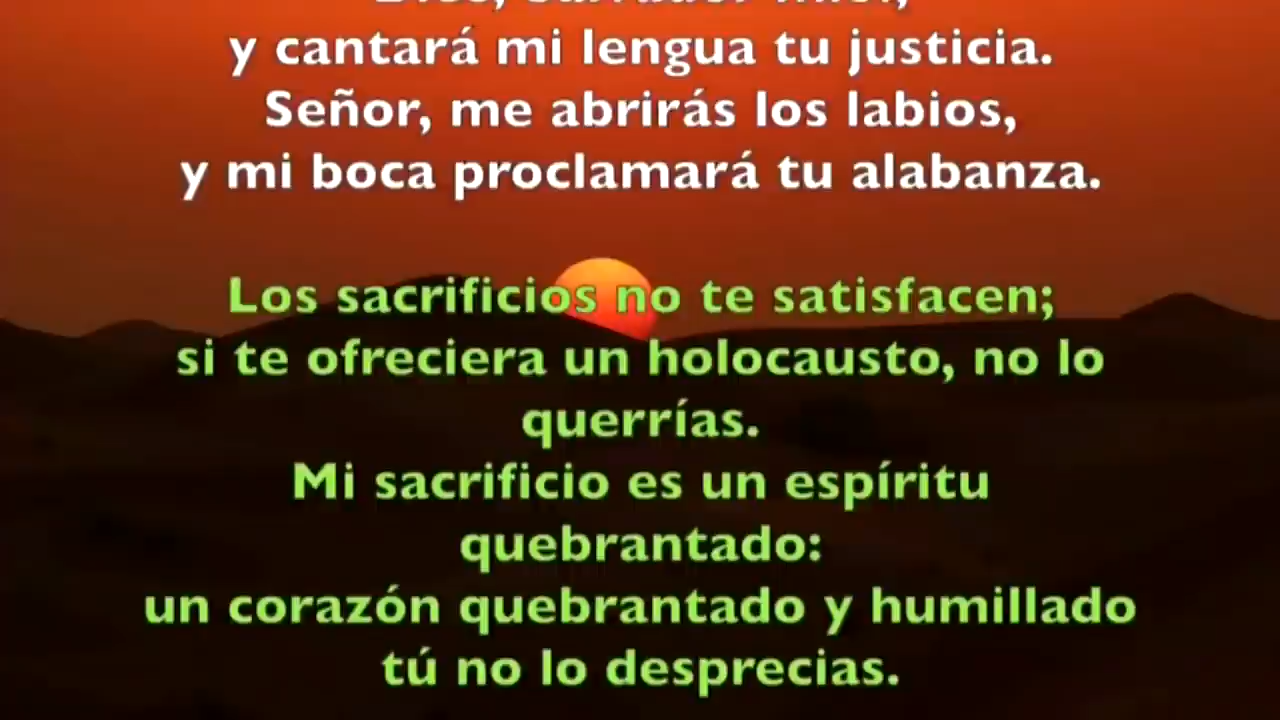 y cantará mi lengua tu justicia.
Señor, me abrirás los labios,
y mi boca proclamará tu alabanza.
Los sacrificios no te satisfacen;
si te ofreciera un holocausto, no lo
querrías.
Mi sacrificio es un espíritu
quebrantado:
un corazón quebrantado y humillado
tú no lo desprecias.